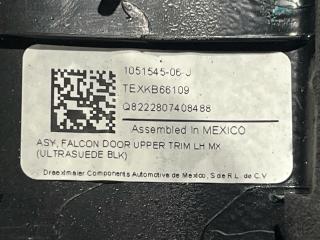 1051545-06-J
TEXKB66109
Q8222807408488
Assembled In MEXICO
ASY, FALCON DOOR UPPER TRIM LH MX
(ULTRASUEDE BLK)
Draexlmaier Components Automotive de Mexico, S de R.L. de C.V